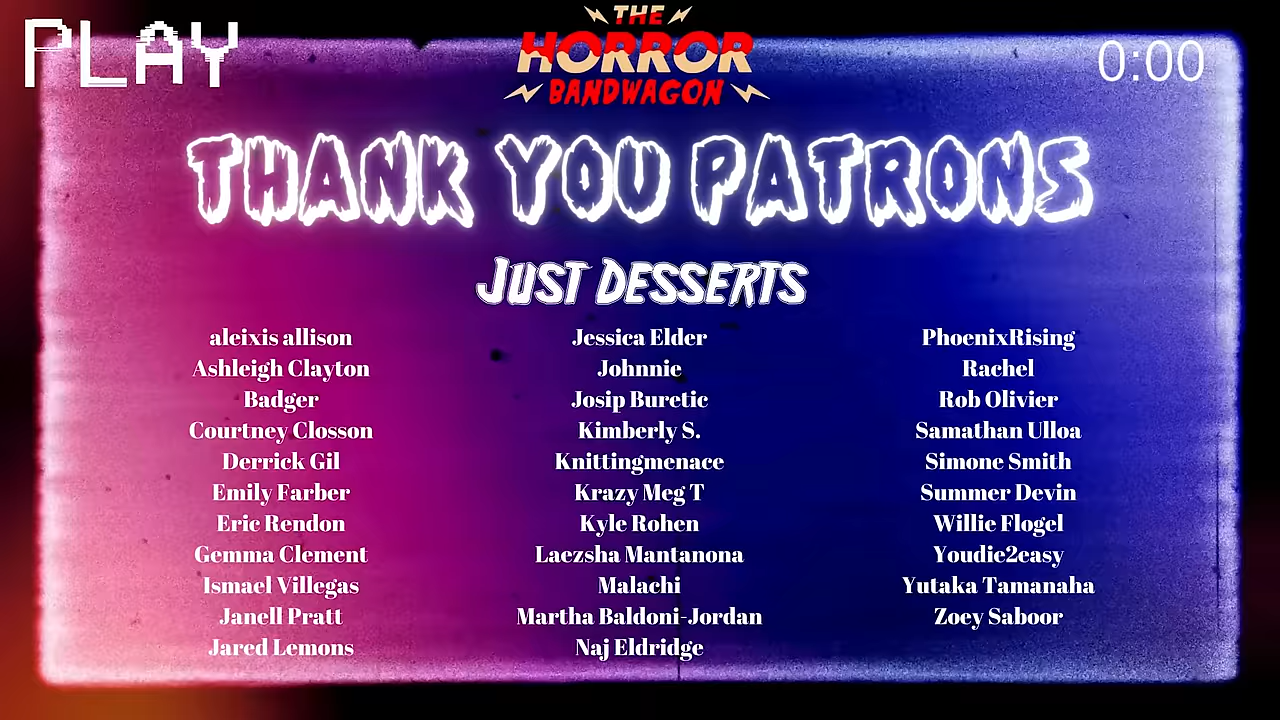 PLAY
THE
HORROR
BANDWAGON
0:00
THANK YOU PATRONS
JUST DESSERTS
aleixis allison
Ashleigh Clayton
Badger
Courtney Closson
Derrick Gil
Emily Farber
Eric Rendon
Gemma Clement
Ismael Villegas
Janell Pratt
Jared Lemons
Jessica Elder
Johnnie
Josip Buretic
Kimberly S.
Knittingmenace
Krazy Meg T
Kyle Rohen
Laezsha Mantanona
Malachi
Martha Baldoni-Jordan
Naj Eldridge
PhoenixRising
Rachel
Rob Olivier
Samathan Ulloa
Simone Smith
Summer Devin
Willie Flogel
Youdie2easy
Yutaka Tamanaha
Zoey Saboor